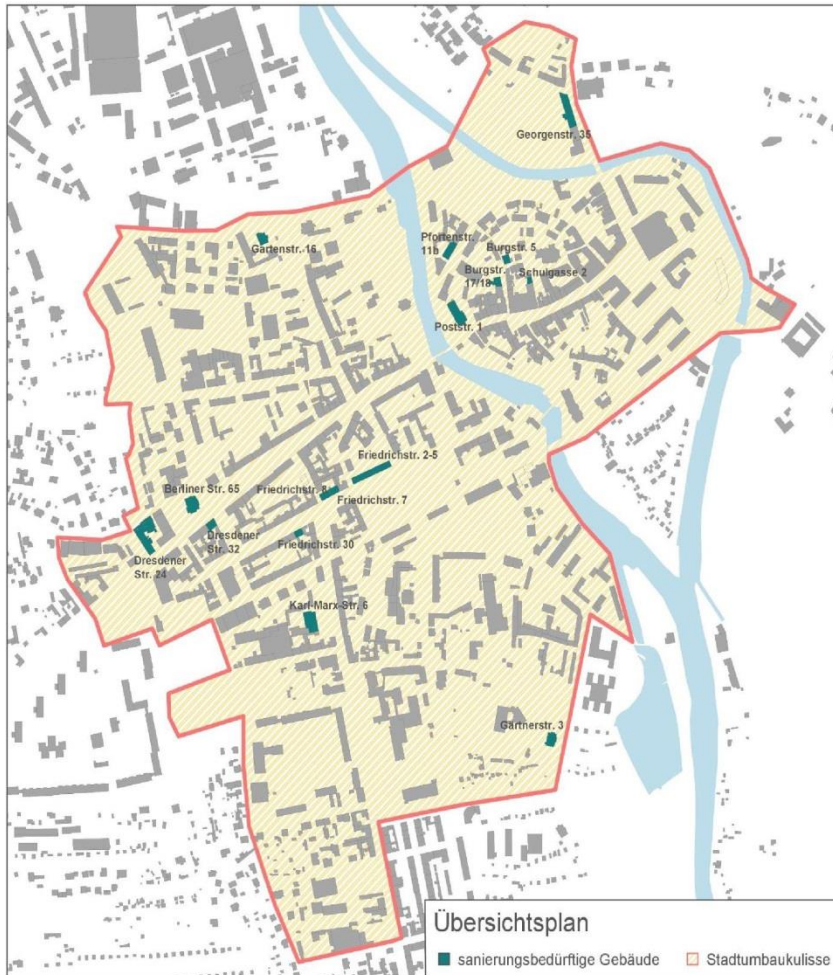 Georgenstr. 35
Gartenstr. 16
Pfortenstr.
11b
Burgstr. 5
Burgstr.
17/18
Schulgasse 2
Poststr. 1
Friedrichstr. 2-5
Berliner Str. 65
Friedrichstr. 8
Friedrichstr. 7
Dresdener
Str. 32
Friedrichstr. 30
Dresdener
Str. 24
Karl-Marx-Str. 6
Gärtnerstr. 3
Übersichtsplan
sanierungsbedürftige Gebäude
Stadtumbaukulisse